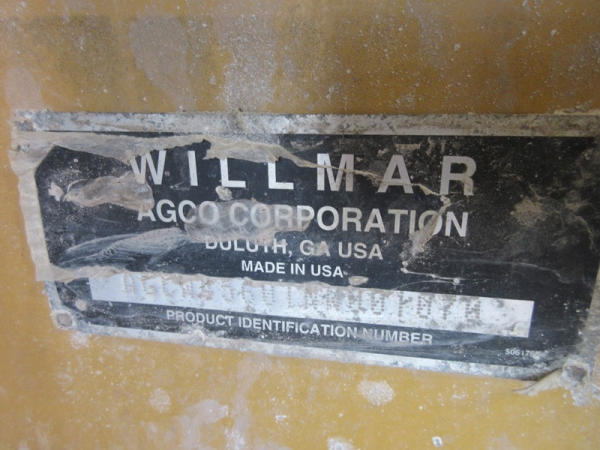 WILLMAR
AGCO CORPORATION
DULUTH, GA USA
MADE IN USA
PRODUCT IDENTIFICATION NUMBER